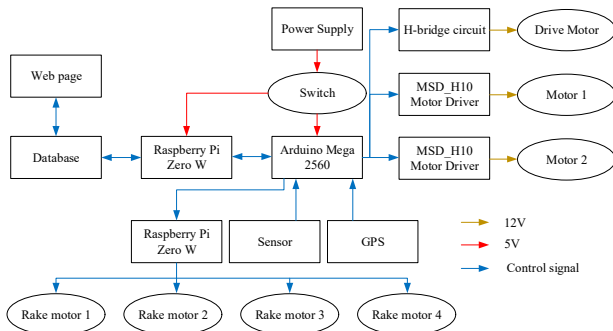 Power Supply
H-bridge circuit
Drive Motor
Web page
Switch
MSD_H10
Motor Driver
Motor 1
Database
Raspberry Pi
Zero W
Arduino Mega
2560
MSD_H10
Motor Driver
Motor 2
Raspberry Pi
Zero W
Sensor
GPS
12V
5V
Control signal
Rake motor 1
Rake motor 2
Rake motor 3
Rake motor 4